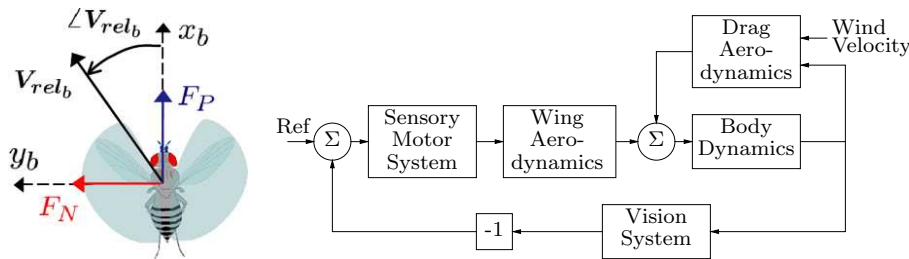 ∠V_rel_b
x_b
V_rel_b
F_P
y_b
F_N
Drag
Aero-
dynamics
Wind
Velocity
Ref
Σ
Sensory
Motor
System
Wing
Aero-
dynamics
Σ
Body
Dynamics
-1
Vision
System